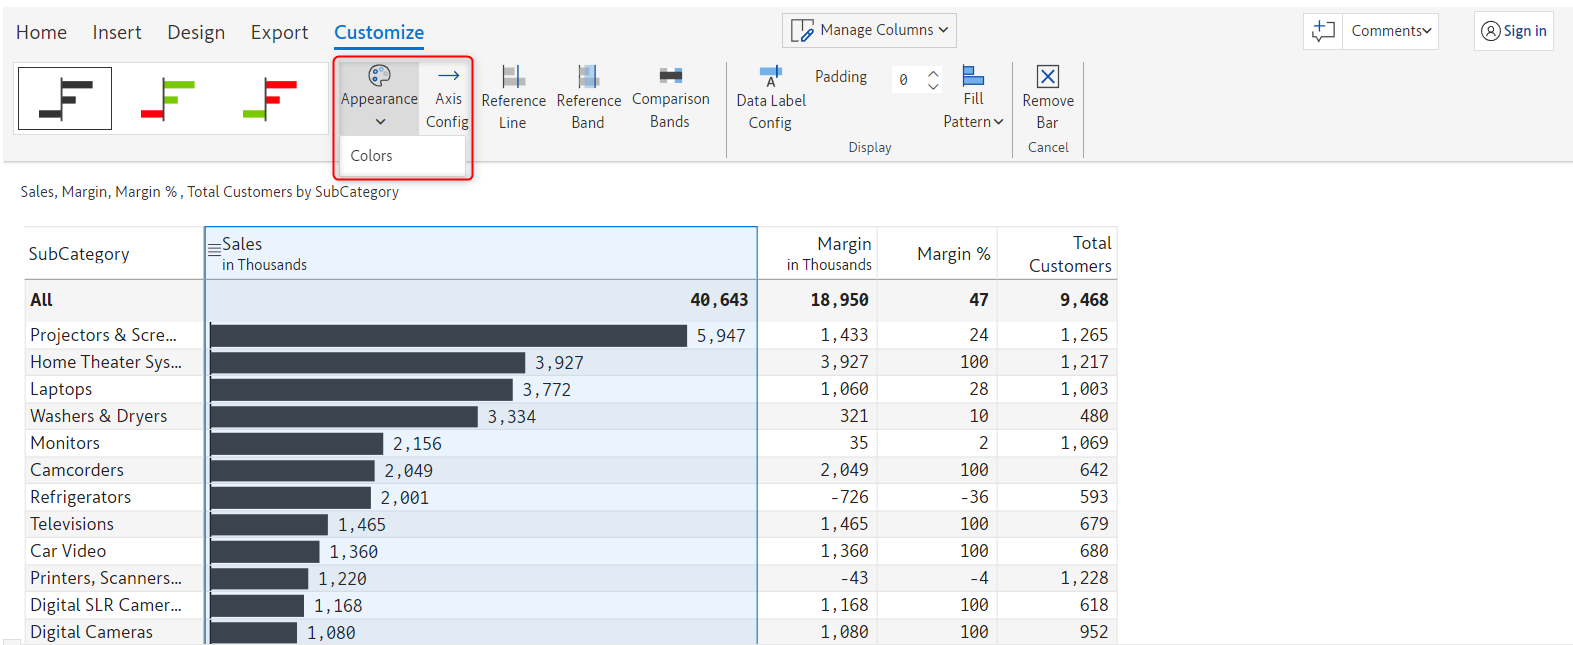 Home Insert Design Export Customize
Manage Columns
Comments
Sign in
Appearance
Axis
Config
Colors
Reference
Line
Reference
Band
Comparison
Bands
Data Label
Config
Padding 0
Fill
Pattern
Display
Remove
Bar
Cancel
Sales, Margin, Margin % , Total Customers by SubCategory
SubCategory
Sales
in Thousands
Margin
in Thousands
Margin %
Total
Customers
All 40,643 18,950 47 9,468
Projectors & Scre... 5,947 1,433 24 1,265
Home Theater Sys... 3,927 3,927 100 1,217
Laptops 3,772 1,060 28 1,003
Washers & Dryers 3,334 321 10 480
Monitors 2,156 35 2 1,069
Camcorders 2,049 2,049 100 642
Refrigerators 2,001 -726 -36 593
Televisions 1,465 1,465 100 679
Car Video 1,360 1,360 100 680
Printers, Scanners... 1,220 -43 -4 1,228
Digital SLR Camer... 1,168 1,168 100 618
Digital Cameras 1,080 1,080 100 952